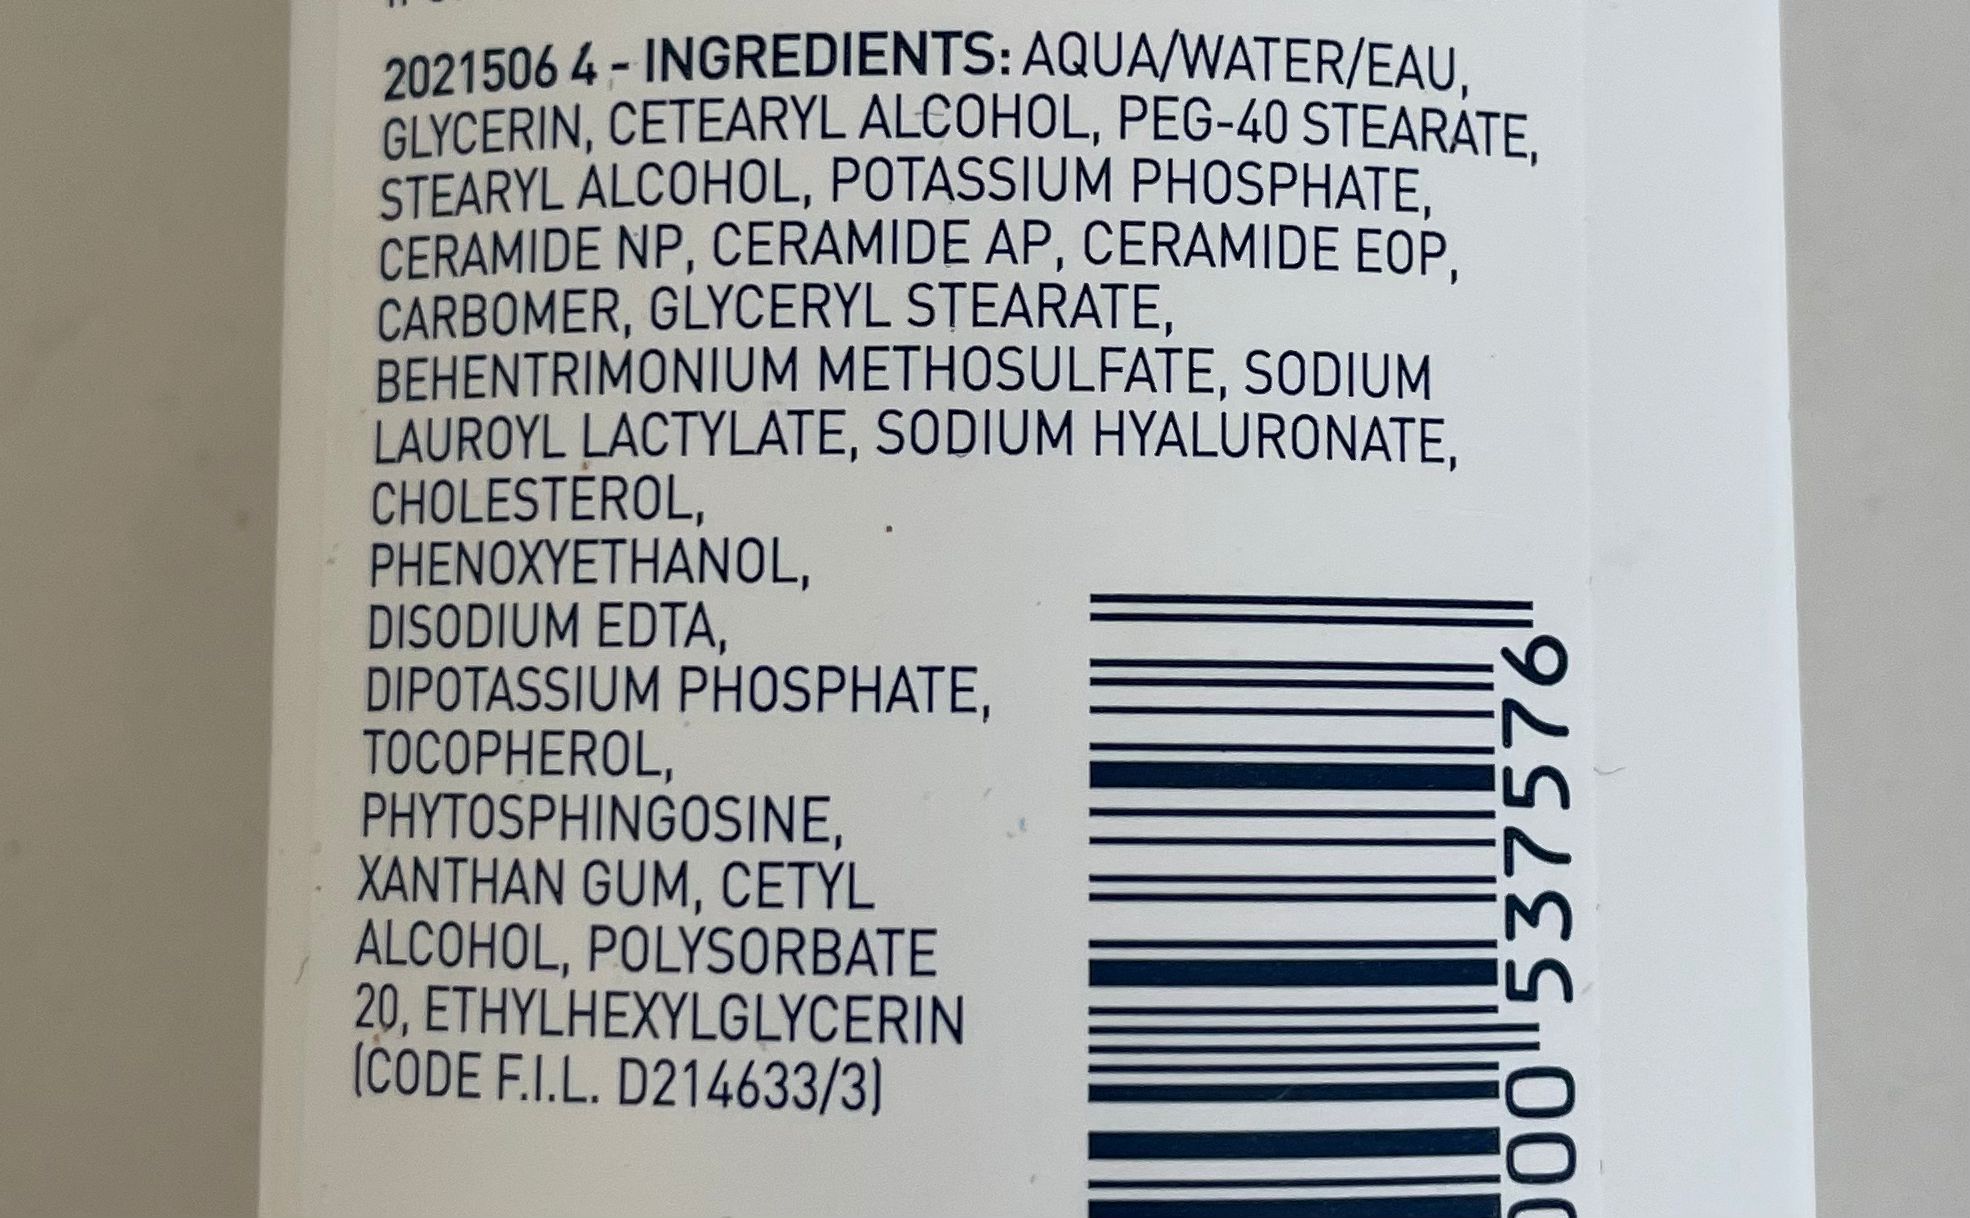 2021506 4 - INGREDIENTS: AQUA/WATER/EAU,
GLYCERIN, CETEARYL ALCOHOL, PEG-40 STEARATE,
STEARYL ALCOHOL, POTASSIUM PHOSPHATE,
CERAMIDE NP, CERAMIDE AP, CERAMIDE EOP,
CARBOMER, GLYCERYL STEARATE,
BEHENTRIMONIUM METHOSULFATE, SODIUM
LAUROYL LACTYLATE, SODIUM HYALURONATE,
CHOLESTEROL,
PHENOXYETHANOL,
DISODIUM EDTA,
DIPOTASSIUM PHOSPHATE,
TOCOPHEROL,
PHYTOSPHINGOSINE,
XANTHAN GUM, CETYL
ALCOHOL, POLYSORBATE
20, ETHYLHEXYLGLYCERIN
(CODE F.I.L. D214633/3)
00 537576